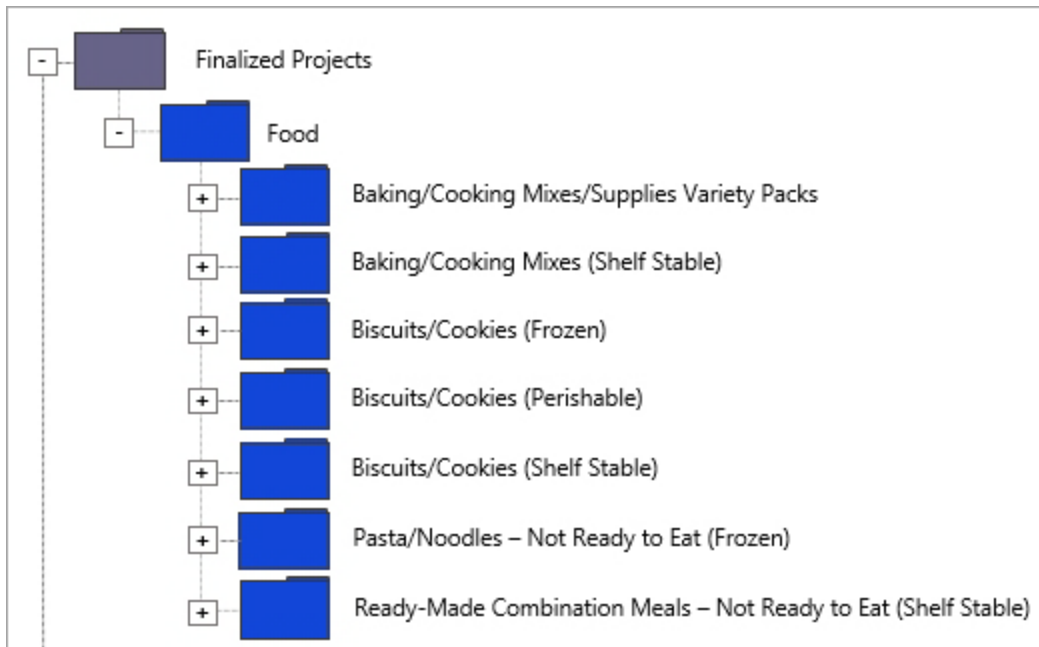 Finalized Projects
Food
Baking/Cooking Mixes/Supplies Variety Packs
Baking/Cooking Mixes (Shelf Stable)
Biscuits/Cookies (Frozen)
Biscuits/Cookies (Perishable)
Biscuits/Cookies (Shelf Stable)
Pasta/Noodles – Not Ready to Eat (Frozen)
Ready-Made Combination Meals – Not Ready to Eat (Shelf Stable)